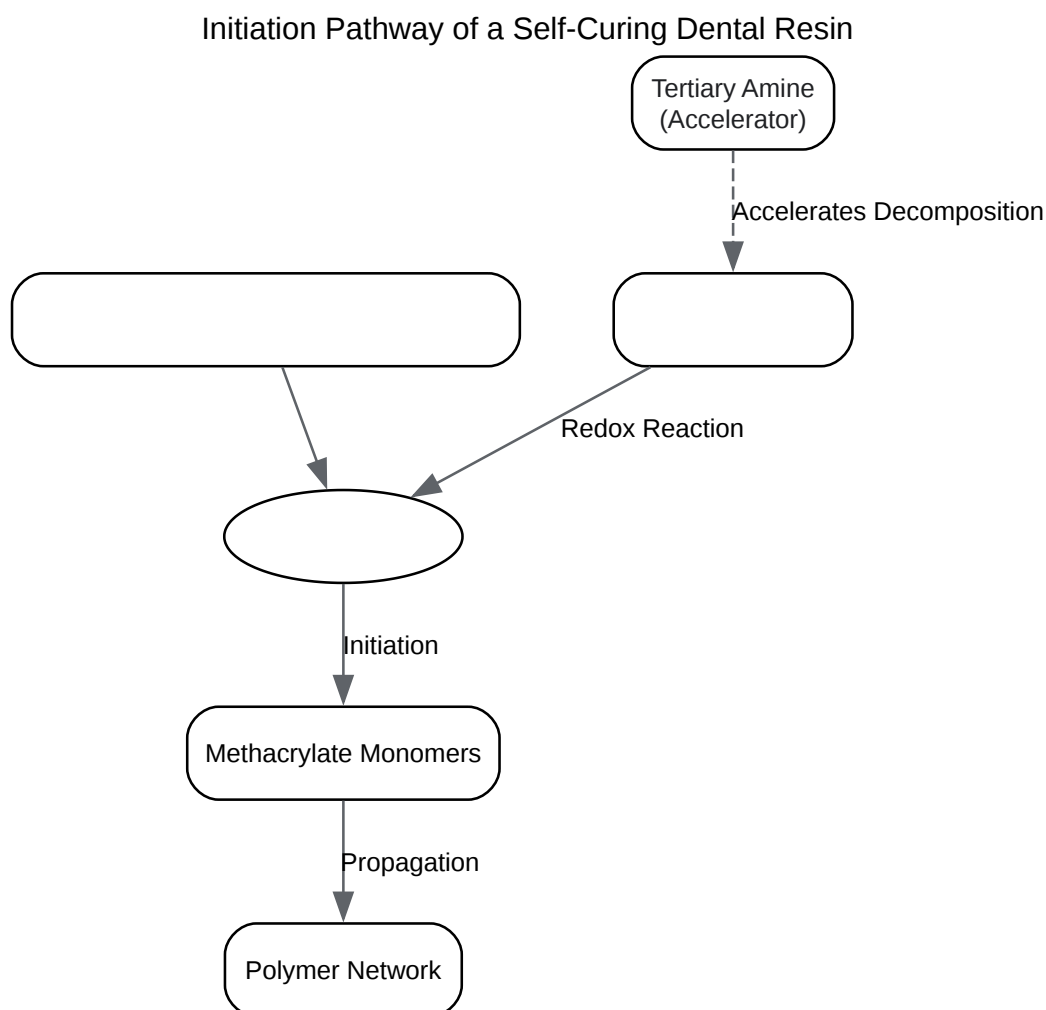 Initiation Pathway of a Self-Curing Dental Resin
Tertiary Amine
(Accelerator)
Accelerates Decomposition
Redox Reaction
Initiation
Methacrylate Monomers
Propagation
Polymer Network